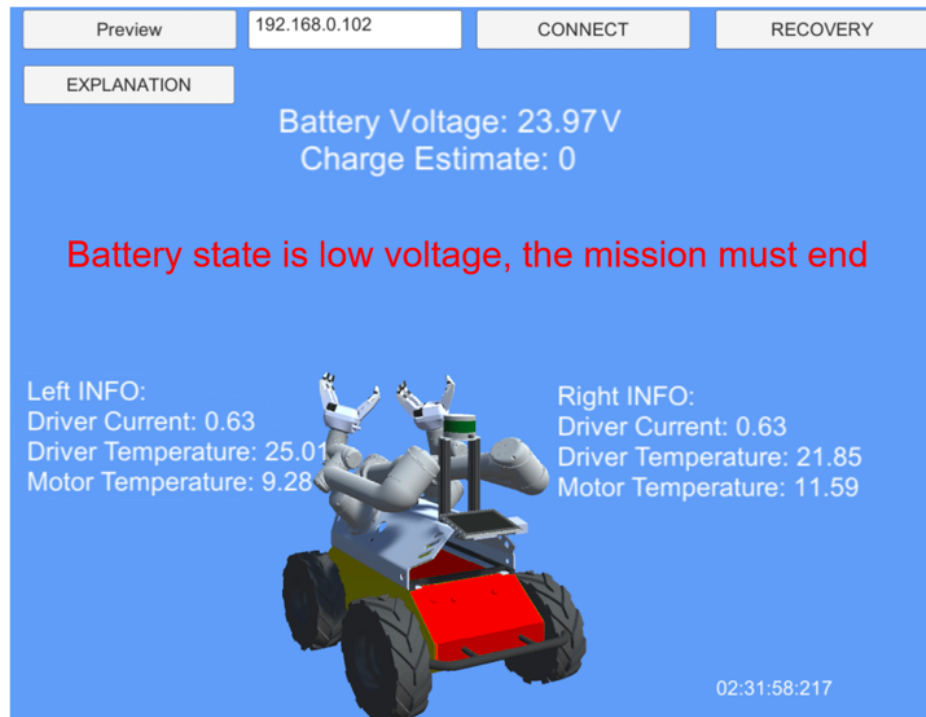 Preview
192.168.0.102
CONNECT
RECOVERY
EXPLANATION
Battery Voltage: 23.97V
Charge Estimate: 0
Battery state is low voltage, the mission must end
Left INFO:
Driver Current: 0.63
Driver Temperature: 25.01
Motor Temperature: 9.28
Right INFO:
Driver Current: 0.63
Driver Temperature: 21.85
Motor Temperature: 11.59
02:31:58:217